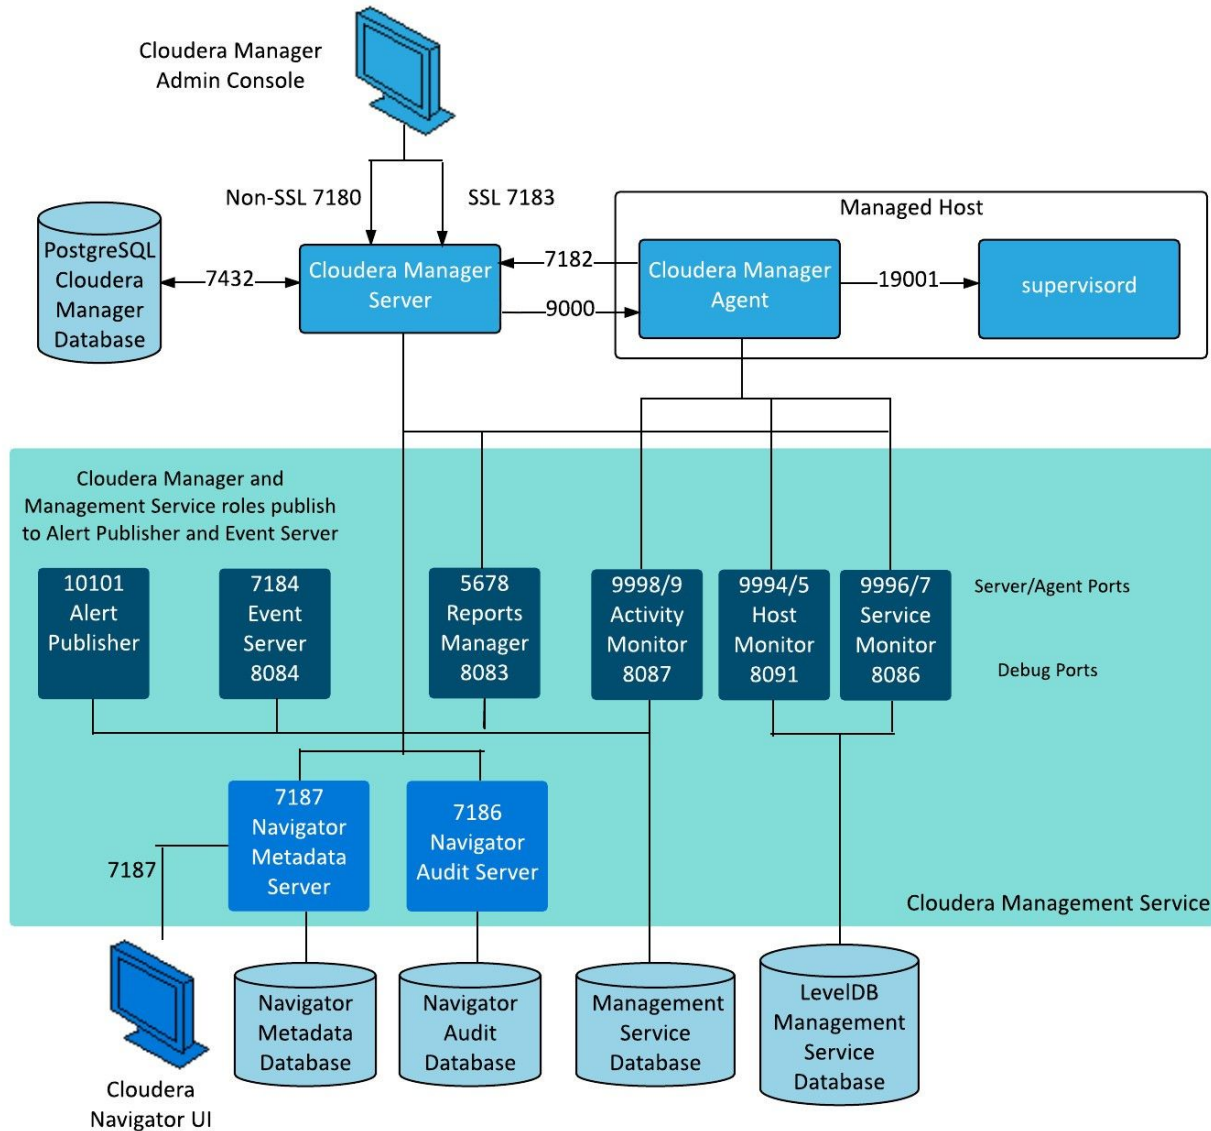 Cloudera Manager
Admin Console
Non-SSL 7180
SSL 7183
Managed Host
PostgreSQL
Cloudera
Manager
Database
7432
Cloudera Manager
Server
7182
9000
Cloudera Manager
Agent
19001
supervisord
Cloudera Manager and
Management Service roles publish
to Alert Publisher and Event Server
10101
Alert
Publisher
7184
Event
Server
8084
5678
Reports
Manager
8083
9998/9
Activity
Monitor
8087
9994/5
Host
Monitor
8091
9996/7
Service
Monitor
8086
Server/Agent Ports
Debug Ports
7187
Navigator
Metadata
Server
7186
Navigator
Audit Server
7187
Cloudera Management Service
Cloudera
Navigator UI
Navigator
Metadata
Database
Navigator
Audit
Database
Management
Service
Database
LevelDB
Management
Service
Database